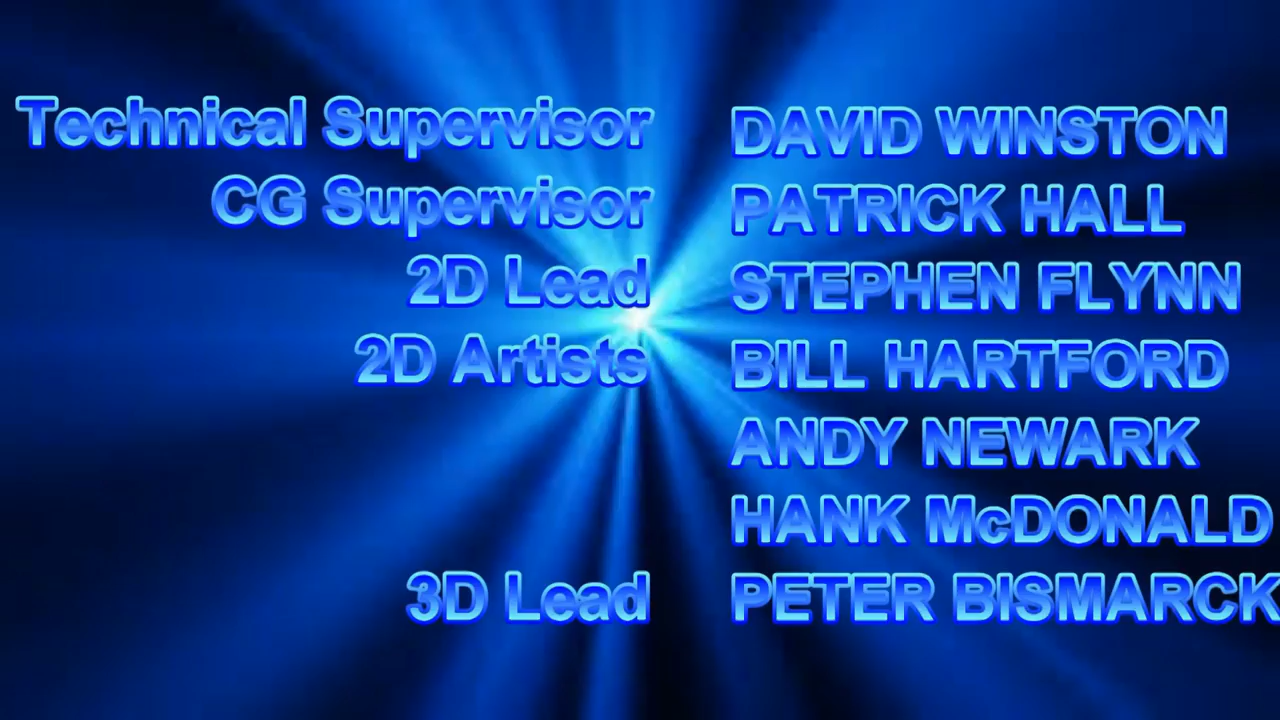 Technical Supervisor DAVID WINSTON
CG Supervisor PATRICK HALL
2D Lead STEPHEN FLYNN
2D Artists BILL HARTFORD
ANDY NEWARK
HANK McDONALD
3D Lead PETER BISMARCK